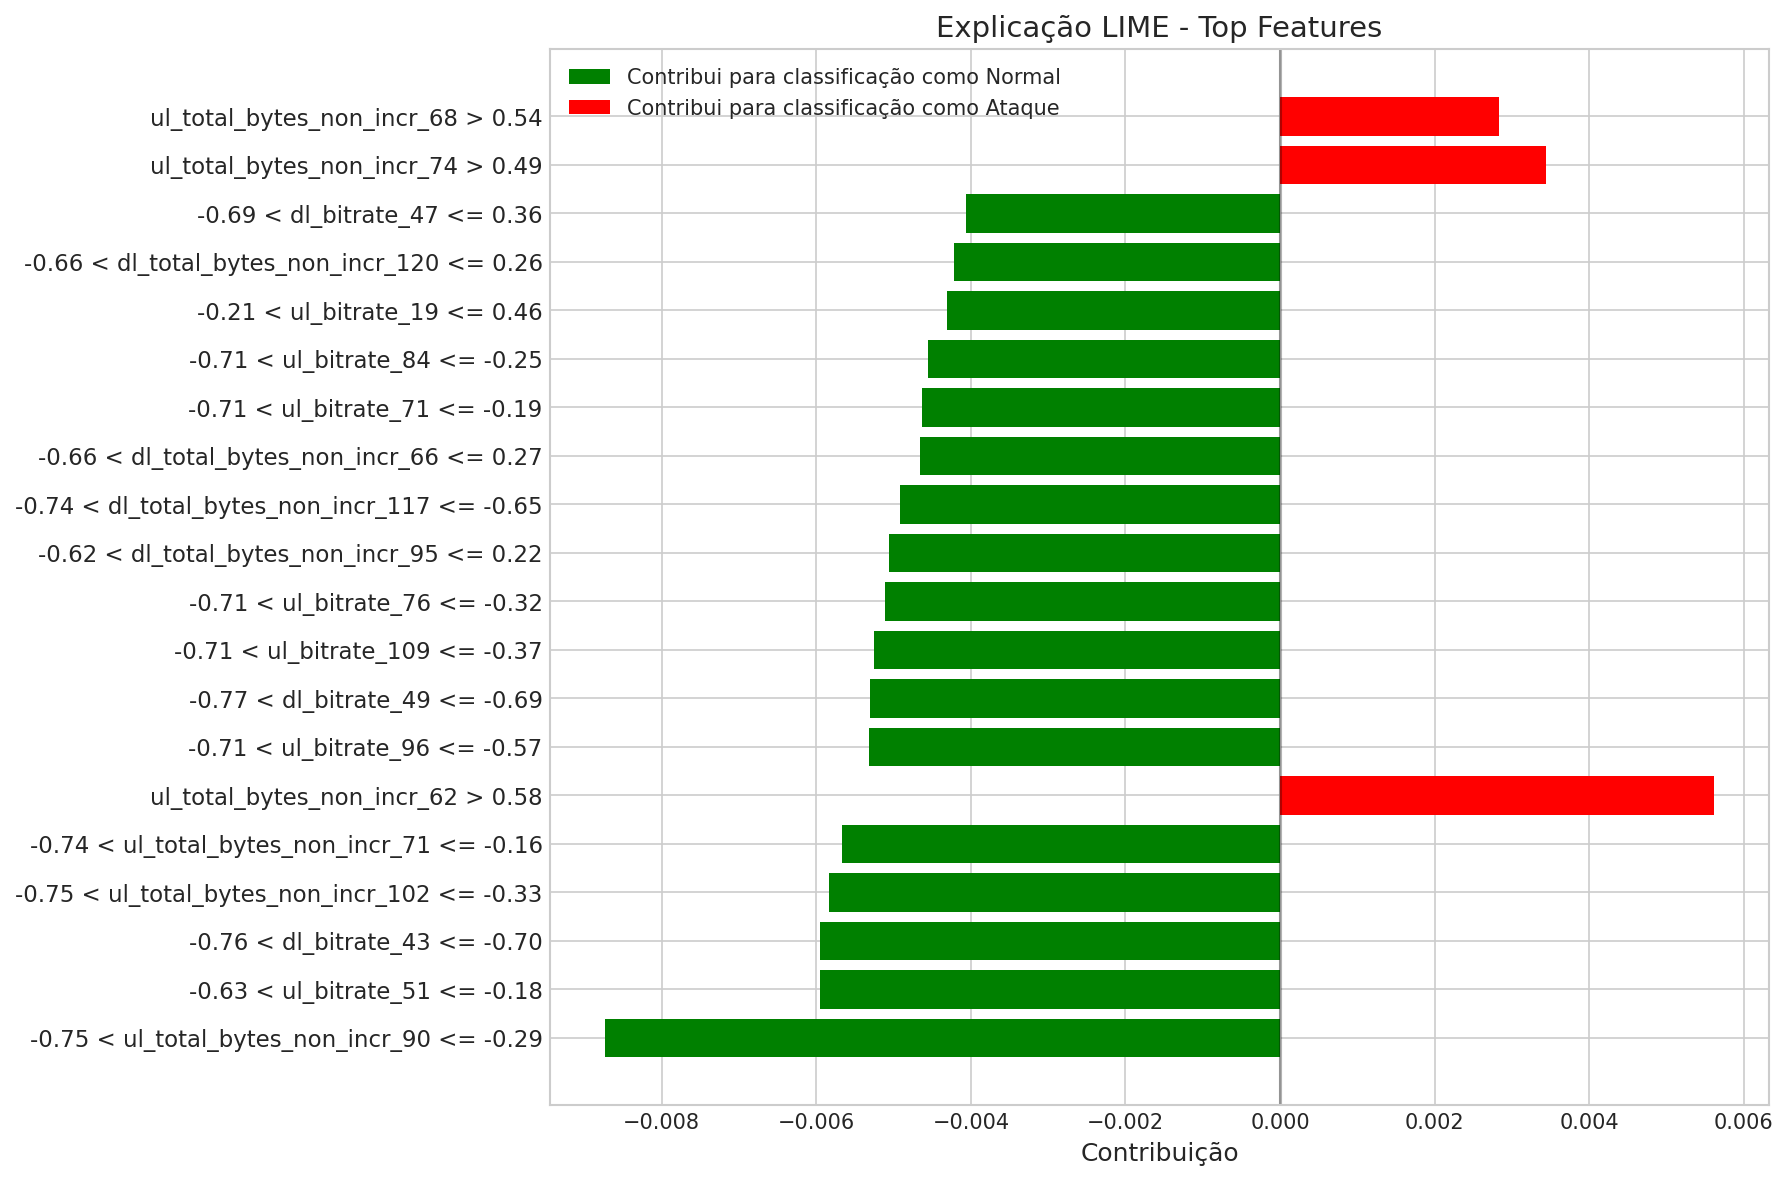 Explicação LIME - Top Features
Contribui para classificação como Normal
Contribui para classificação como Ataque
ul_total_bytes_non_incr_68 > 0.54
ul_total_bytes_non_incr_74 > 0.49
-0.69 < dl_bitrate_47 <= 0.36
-0.66 < dl_total_bytes_non_incr_120 <= 0.26
-0.21 < ul_bitrate_19 <= 0.46
-0.71 < ul_bitrate_84 <= -0.25
-0.71 < ul_bitrate_71 <= -0.19
-0.66 < dl_total_bytes_non_incr_66 <= 0.27
-0.74 < dl_total_bytes_non_incr_117 <= -0.65
-0.62 < dl_total_bytes_non_incr_95 <= 0.22
-0.71 < ul_bitrate_76 <= -0.32
-0.71 < ul_bitrate_109 <= -0.37
-0.77 < dl_bitrate_49 <= -0.69
-0.71 < ul_bitrate_96 <= -0.57
ul_total_bytes_non_incr_62 > 0.58
-0.74 < ul_total_bytes_non_incr_71 <= -0.16
-0.75 < ul_total_bytes_non_incr_102 <= -0.33
-0.76 < dl_bitrate_43 <= -0.70
-0.63 < ul_bitrate_51 <= -0.18
-0.75 < ul_total_bytes_non_incr_90 <= -0.29
−0.008 −0.006 −0.004 −0.002 0.000 0.002 0.004 0.006
Contribuição